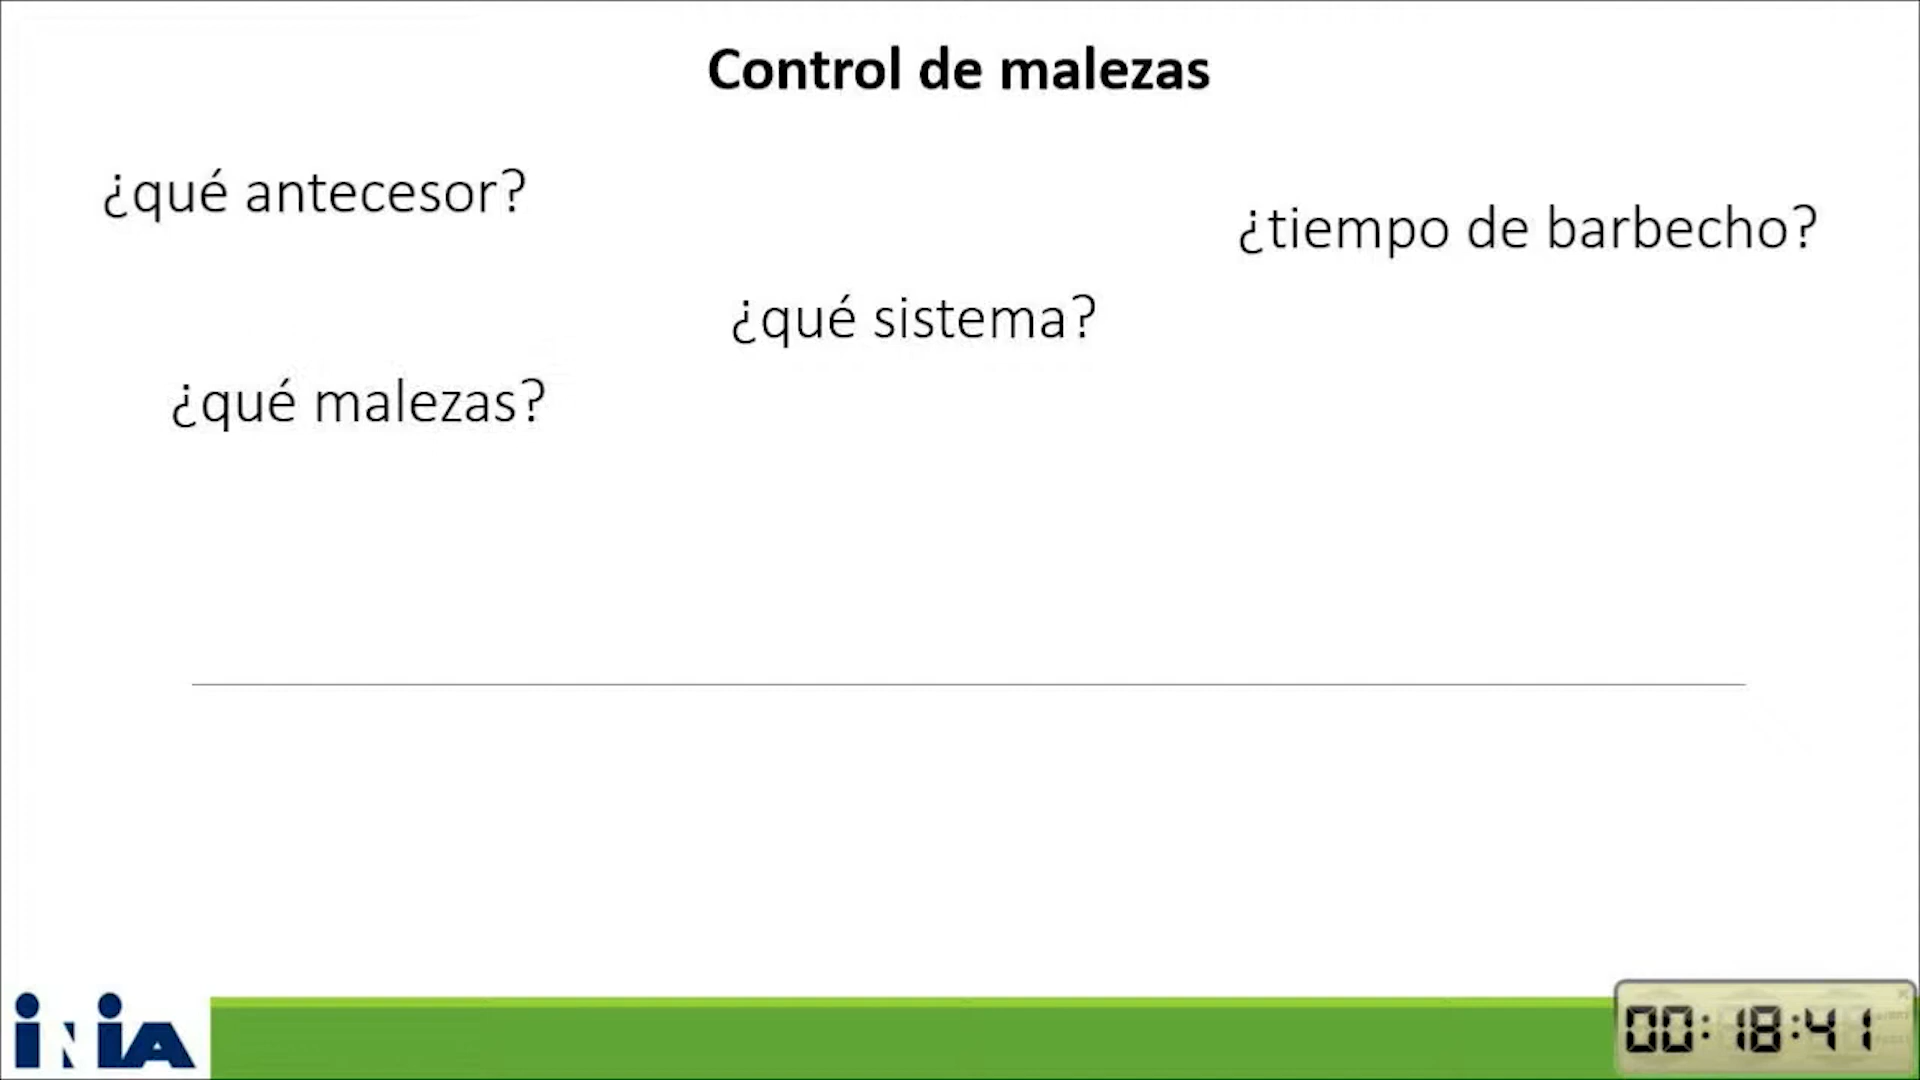 Control de malezas
¿qué antecesor?
¿tiempo de barbecho?
¿qué sistema?
¿qué malezas?
iNiA
00:18:41